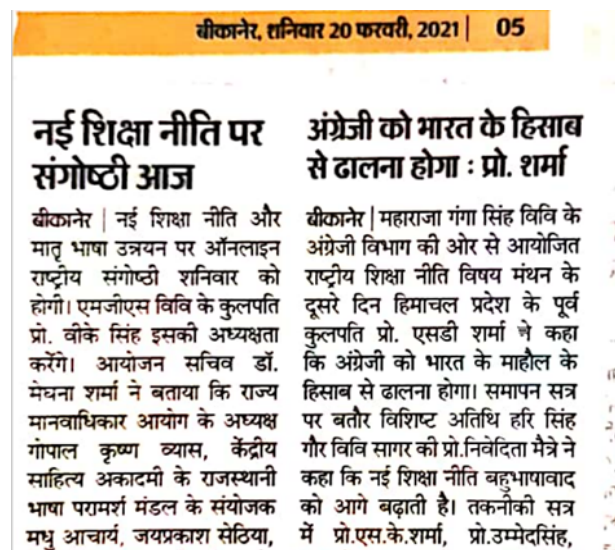 बीकानेर, शनिवार 20 फरवरी, 2021 | 05
नई शिक्षा नीति पर
संगोष्ठी आज
बीकानेर | नई शिक्षा नीति और
मातृ भाषा उन्नयन पर ऑनलाइन
राष्ट्रीय संगोष्ठी शनिवार को
होगी। एमजीएस विवि के कुलपति
प्रो. वीके सिंह इसकी अध्यक्षता
करेंगे। आयोजन सचिव डॉ.
मेघना शर्मा ने बताया कि राज्य
मानवाधिकार आयोग के अध्यक्ष
गोपाल कृष्ण व्यास, केंद्रीय
साहित्य अकादमी के राजस्थानी
भाषा परामर्श मंडल के संयोजक
मधु आचार्य, जयप्रकाश सेठिया,
अंग्रेजी को भारत के हिसाब
से ढालना होगा : प्रो. शर्मा
बीकानेर | महाराजा गंगा सिंह विवि के
अंग्रेजी विभाग की ओर से आयोजित
राष्ट्रीय शिक्षा नीति विषय मंथन के
दूसरे दिन हिमाचल प्रदेश के पूर्व
कुलपति प्रो. एसडी शर्मा ने कहा
कि अंग्रेजी को भारत के माहौल के
हिसाब से ढालना होगा। समापन सत्र
पर बतौर विशिष्ट अतिथि हरि सिंह
गौर विवि सागर की प्रो.निवेदिता मैत्रे ने
कहा कि नई शिक्षा नीति बहुभाषावाद
को आगे बढ़ाती है। तकनीकी सत्र
में प्रो.एस.के.शर्मा, प्रो.उम्मेदसिंह,